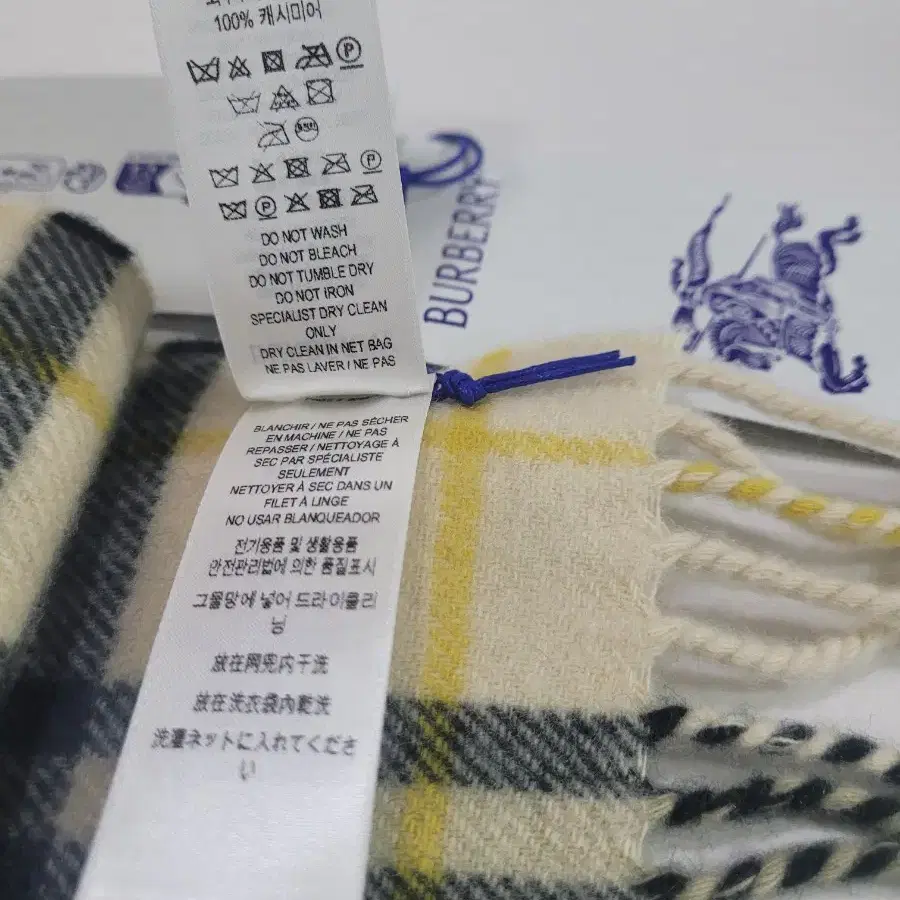 100% 캐시미어
DO NOT WASH
DO NOT BLEACH
DO NOT TUMBLE DRY
DO NOT IRON
SPECIALIST DRY CLEAN
ONLY
DRY CLEAN IN NET BAG
NE PAS LAVER / NE PAS
BLANCHIR / NE PAS SÉCHER
EN MACHINE / NE PAS
REPASSER / NETTOYAGE À
SEC PAR SPÉCIALISTE
SEULEMENT
NETTOYER À SEC DANS UN
FILET À LINGE
NO USAR BLANQUEADOR
전기용품 및 생활용품
안전관리법에 의한 품질표시
그물망에 넣어 드라이클리
닝
放在网兜内干洗
放在洗衣袋內乾洗
洗濯ネットに入れてくださ
い
BURBERRY